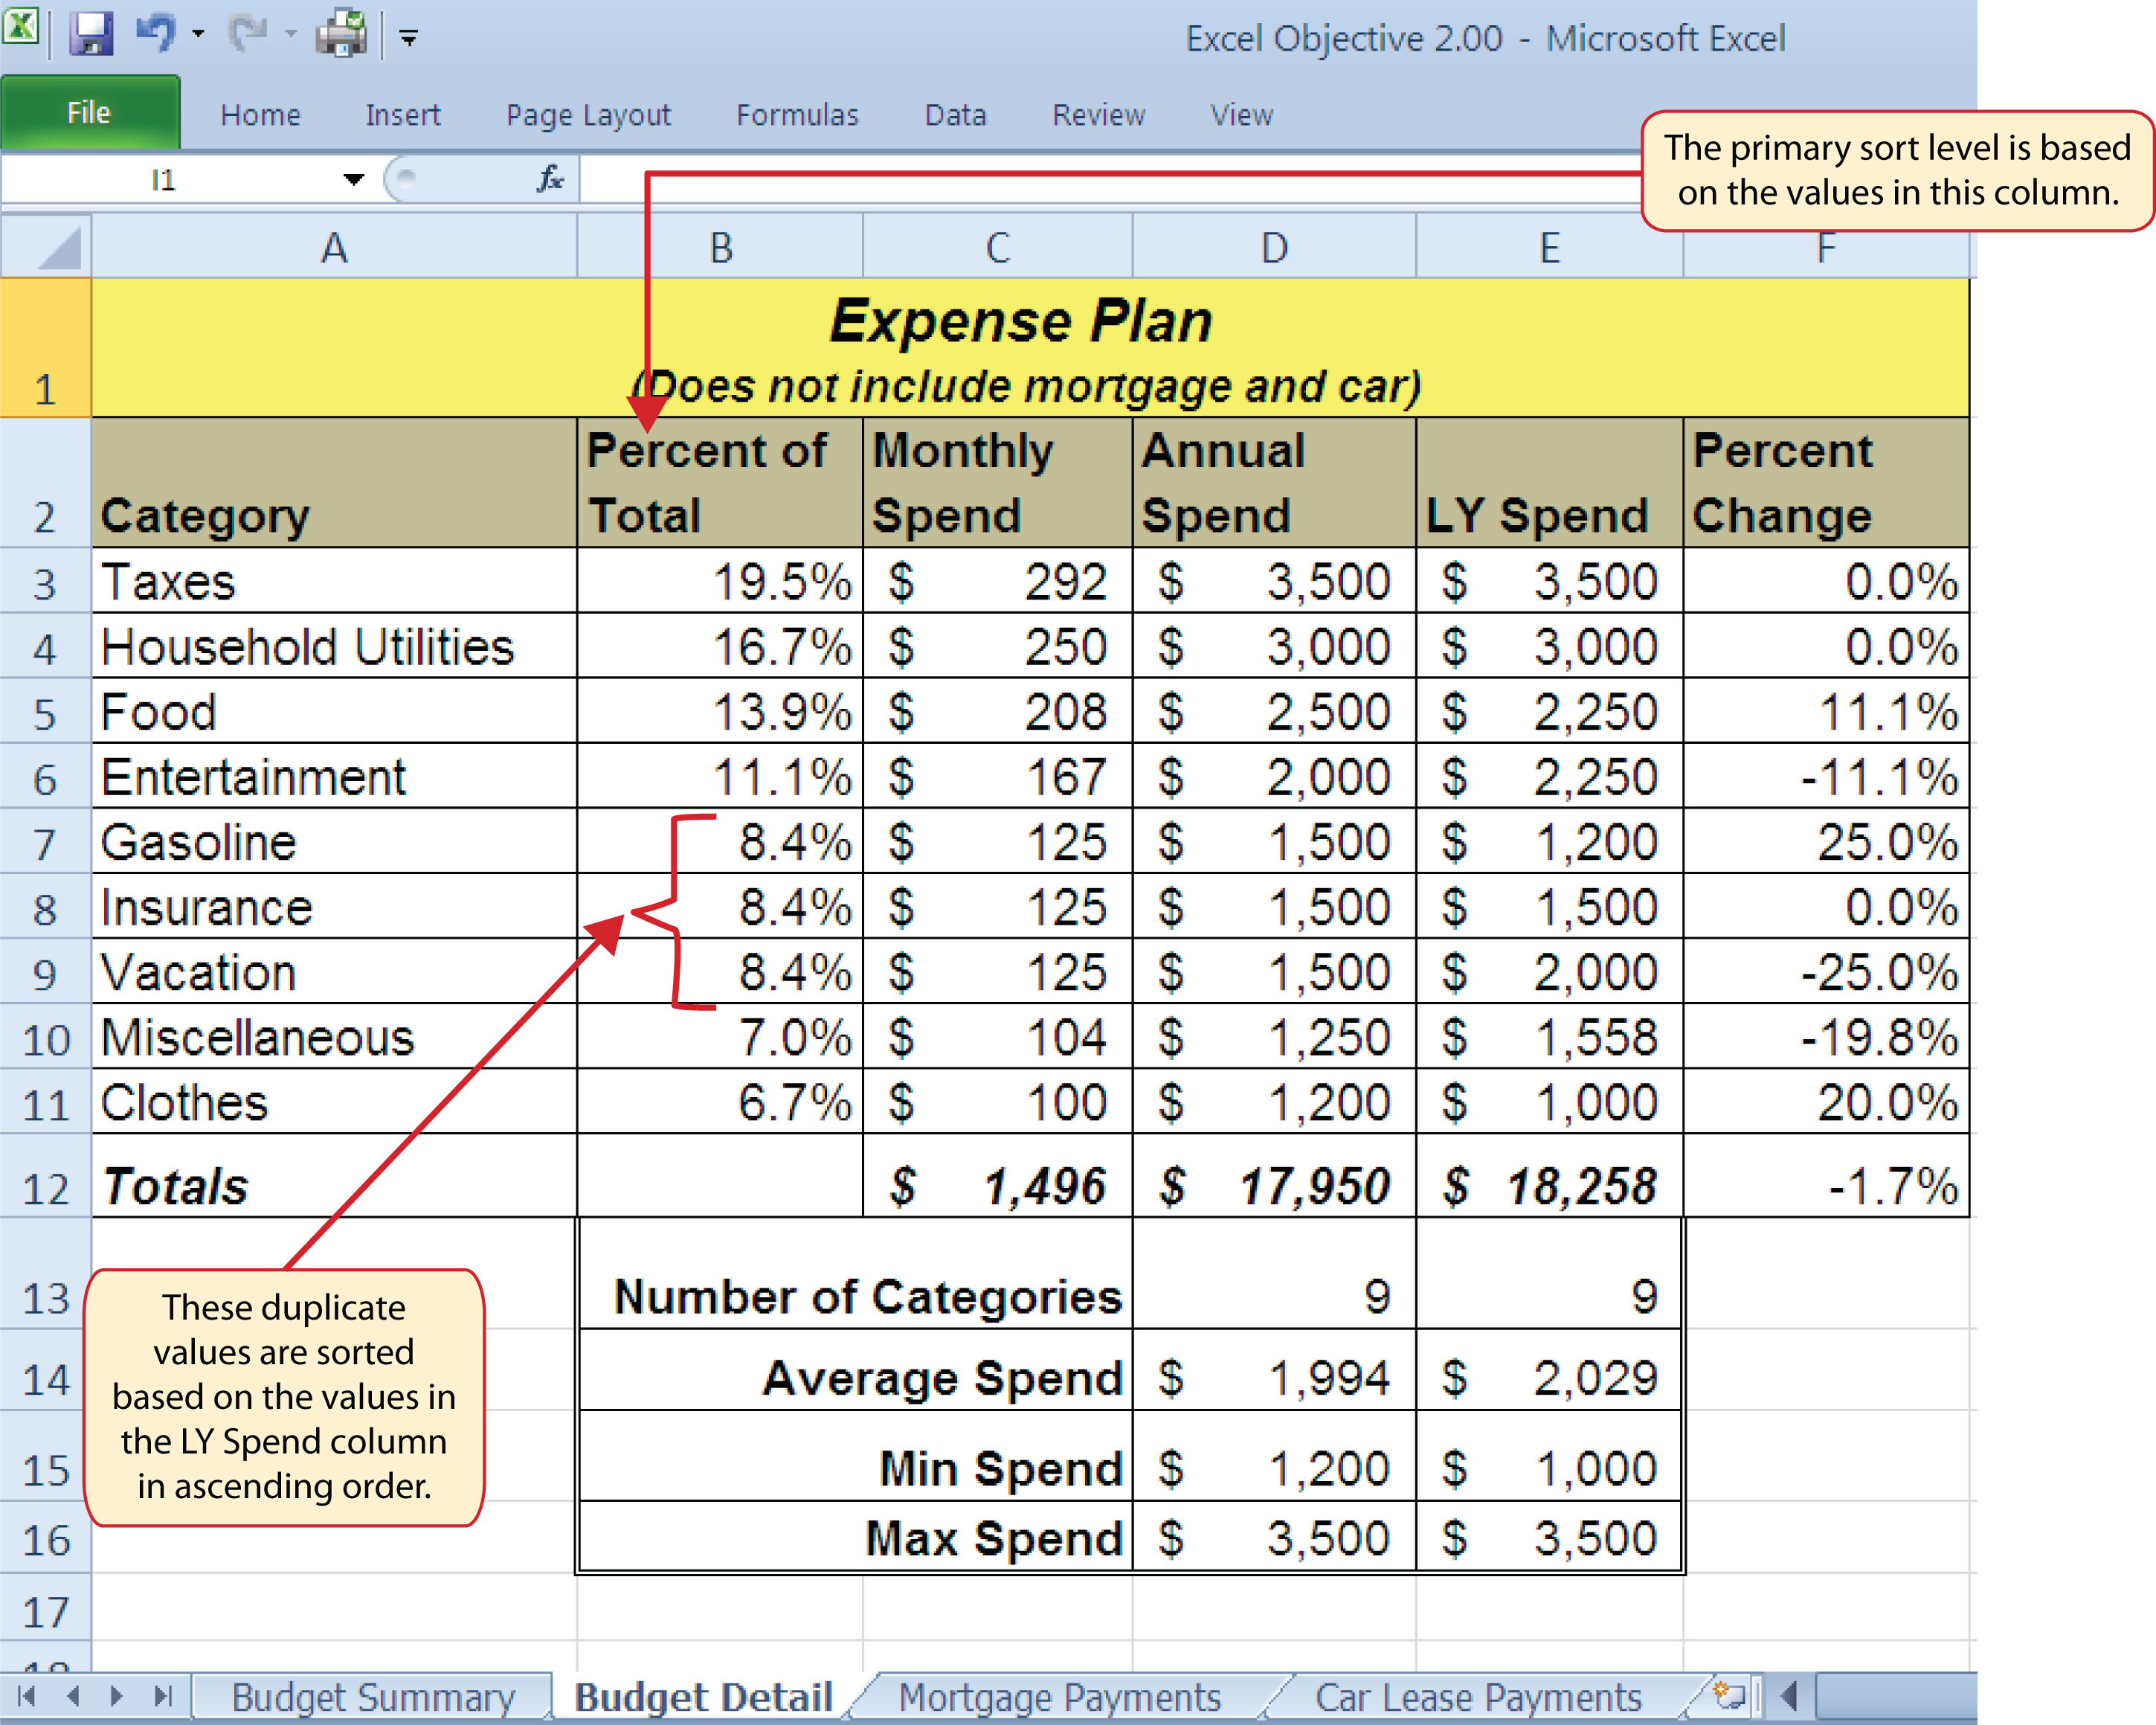 Excel Objective 2.00 - Microsoft Excel
File Home Insert Page Layout Formulas Data Review View
The primary sort level is based
on the values in this column.
I1 fx
A B C D E F
1 Expense Plan
(Does not include mortgage and car)
2 Category Percent of Total Monthly Spend Annual Spend LY Spend Percent Change
3 Taxes 19.5% $ 292 $ 3,500 $ 3,500 0.0%
4 Household Utilities 16.7% $ 250 $ 3,000 $ 3,000 0.0%
5 Food 13.9% $ 208 $ 2,500 $ 2,250 11.1%
6 Entertainment 11.1% $ 167 $ 2,000 $ 2,250 -11.1%
7 Gasoline 8.4% $ 125 $ 1,500 $ 1,200 25.0%
8 Insurance 8.4% $ 125 $ 1,500 $ 1,500 0.0%
9 Vacation 8.4% $ 125 $ 1,500 $ 2,000 -25.0%
10 Miscellaneous 7.0% $ 104 $ 1,250 $ 1,558 -19.8%
11 Clothes 6.7% $ 100 $ 1,200 $ 1,000 20.0%
12 Totals $ 1,496 $ 17,950 $ 18,258 -1.7%
13 Number of Categories 9 9
14 Average Spend $ 1,994 $ 2,029
15 Min Spend $ 1,200 $ 1,000
16 Max Spend $ 3,500 $ 3,500
17
These duplicate
values are sorted
based on the values in
the LY Spend column
in ascending order.
Budget Summary Budget Detail Mortgage Payments Car Lease Payments